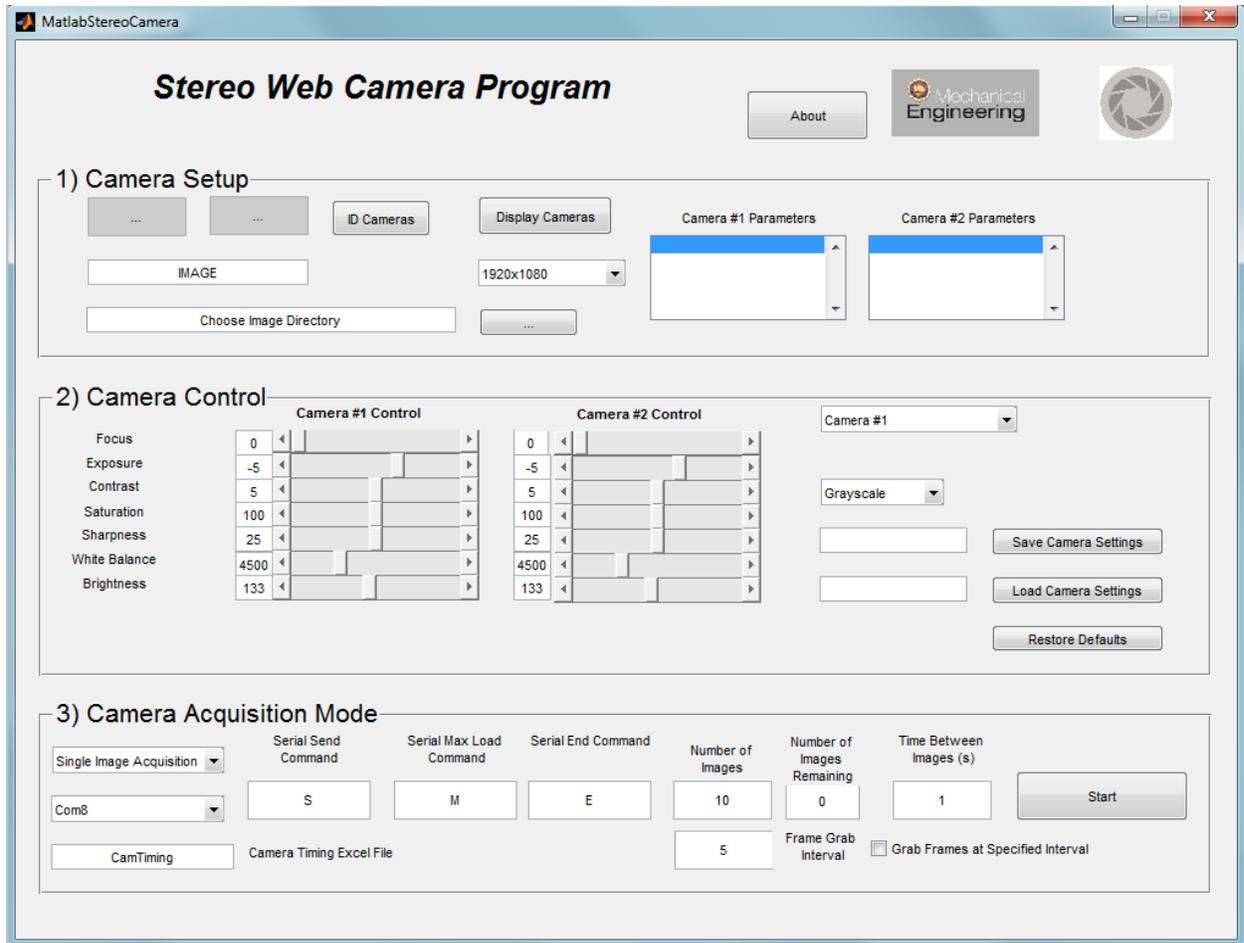 MatlabStereoCamera
Stereo Web Camera Program
About
Mechanical
Engineering
1) Camera Setup
...
...
ID Cameras
Display Cameras
Camera #1 Parameters
Camera #2 Parameters
IMAGE
1920x1080
Choose Image Directory
...
2) Camera Control
Camera #1 Control
Camera #2 Control
Camera #1
Focus
0
0
Exposure
-5
-5
Contrast
5
5
Grayscale
Saturation
100
100
Sharpness
25
25
Save Camera Settings
White Balance
4500
4500
Brightness
133
133
Load Camera Settings
Restore Defaults
3) Camera Acquisition Mode
Single Image Acquisition
Serial Send
Command
Serial Max Load
Command
Serial End Command
Number of
Images
Number of
Images
Remaining
Time Between
Images (s)
Com8
S
M
E
10
0
1
Start
CamTiming
Camera Timing Excel File
5
Frame Grab
Interval
Grab Frames at Specified Interval